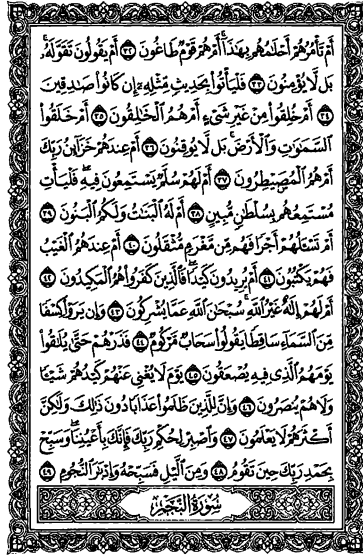 أَمْ تَأْمُرُهُمْ أَحْلَٰمُهُم بِهَٰذَآ ۚ أَمْ هُمْ قَوْمٌ طَاغُونَ ٣٢ أَمْ يَقُولُونَ تَقَوَّلَهُۥ ۚ
بَل لَّا يُؤْمِنُونَ ٣٣ فَلْيَأْتُوا۟ بِحَدِيثٍ مِّثْلِهِۦٓ إِن كَانُوا۟ صَٰدِقِينَ
٣٤ أَمْ خُلِقُوا۟ مِنْ غَيْرِ شَىْءٍ أَمْ هُمُ ٱلْخَٰلِقُونَ ٣٥ أَمْ خَلَقُوا۟
ٱلسَّمَٰوَٰتِ وَٱلْأَرْضَ ۚ بَل لَّا يُوقِنُونَ ٣٦ أَمْ عِندَهُمْ خَزَآئِنُ رَبِّكَ
أَمْ هُمُ ٱلْمُصَۣيْطِرُونَ ٣٧ أَمْ لَهُمْ سُلَّمٌ يَسْتَمِعُونَ فِيهِ ۖ فَلْيَأْتِ
مُسْتَمِعُهُم بِسُلْطَٰنٍ مُّبِينٍ ٣٨ أَمْ لَهُ ٱلْبَنَٰتُ وَلَكُمُ ٱلْبَنُونَ ٣٩
أَمْ تَسْـَٔلُهُمْ أَجْرًا فَهُم مِّن مَّغْرَمٍ مُّثْقَلُونَ ٤٠ أَمْ عِندَهُمُ ٱلْغَيْبُ
فَهُمْ يَكْتُبُونَ ٤١ أَمْ يُرِيدُونَ كَيْدًا ۖ فَٱلَّذِينَ كَفَرُوا۟ هُمُ ٱلْمَكِيدُونَ ٤٢
أَمْ لَهُمْ إِلَٰهٌ غَيْرُ ٱللَّهِ ۚ سُبْحَٰنَ ٱللَّهِ عَمَّا يُشْرِكُونَ ٤٣ وَإِن يَرَوْا۟ كِسْفًا
مِّنَ ٱلسَّمَآءِ سَاقِطًا يَقُولُوا۟ سَحَابٌ مَّرْكُومٌ ٤٤ فَذَرْهُمْ حَتَّىٰ يُلَٰقُوا۟
يَوْمَهُمُ ٱلَّذِى فِيهِ يُصْعَقُونَ ٤٥ يَوْمَ لَا يُغْنِى عَنْهُمْ كَيْدُهُمْ شَيْـًٔا
وَلَا هُمْ يُنصَرُونَ ٤٦ وَإِنَّ لِلَّذِينَ ظَلَمُوا۟ عَذَابًا دُونَ ذَٰلِكَ وَلَٰكِنَّ
أَكْثَرَهُمْ لَا يَعْلَمُونَ ٤٧ وَٱصْبِرْ لِحُكْمِ رَبِّكَ فَإِنَّكَ بِأَعْيُنِنَا ۖ وَسَبِّحْ
بِحَمْدِ رَبِّكَ حِينَ تَقُومُ ٤٨ وَمِنَ ٱلَّيْلِ فَسَبِّحْهُ وَإِدْبَٰرَ ٱلنُّجُومِ ٤٩
سُورَةُ النَّجْمِ